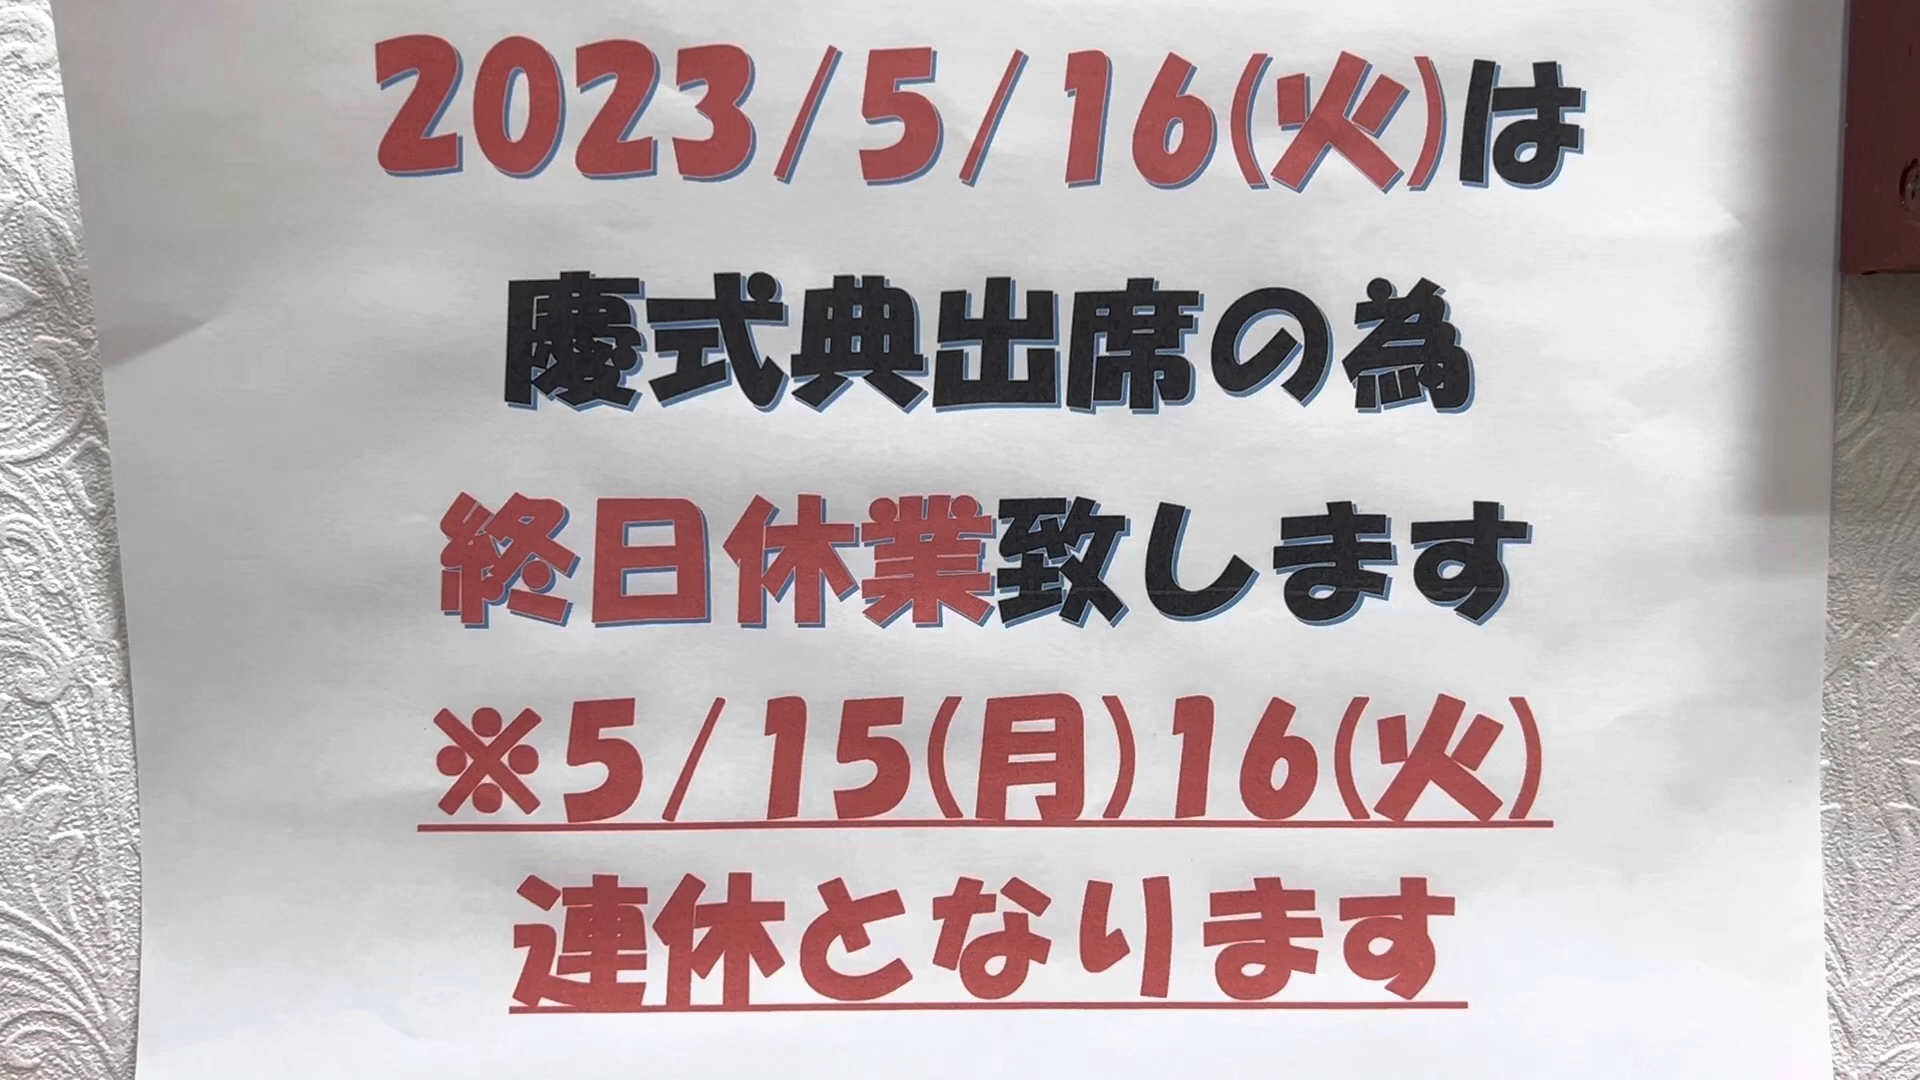 2023/5/16(火)は
慶式典出席の為
終日休業致します
※5/15(月)16(火)
連休となります